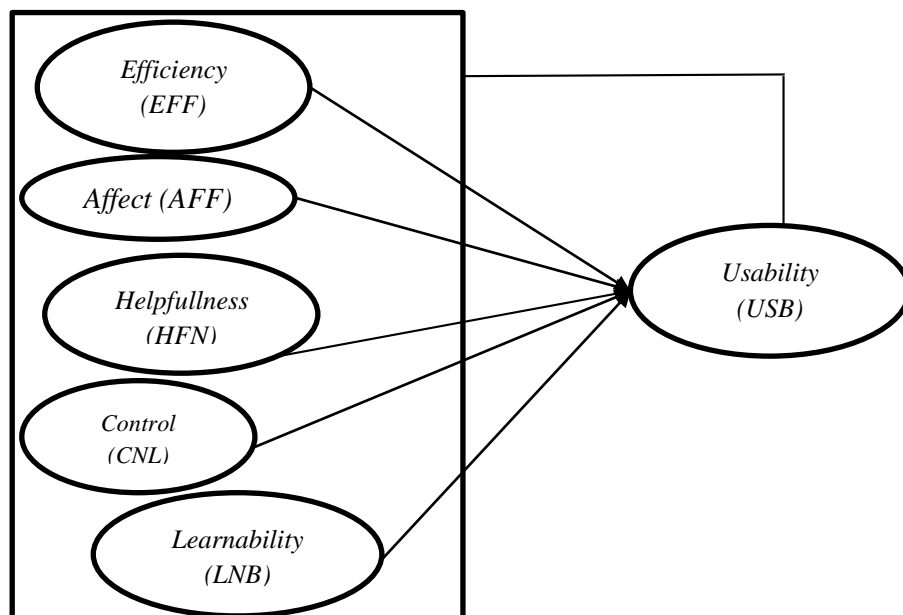 Efficiency
(EFF)
Affect (AFF)
Helpfullness
(HFN)
Control
(CNL)
Learnability
(LNB)
Usability
(USB)